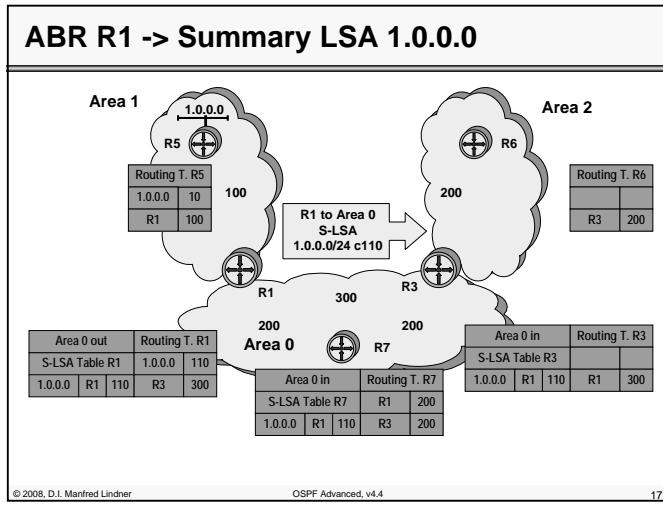 ABR R1 -> Summary LSA 1.0.0.0
Area 1
1.0.0.0
Area 2
R5
R6
Routing T. R5
1.0.0.0 10
R1 100
100
R1 to Area 0
S-LSA
1.0.0.0/24 c110
200
Routing T. R6
R3 200
R1
R3
300
200
200
Area 0
R7
Area 0 out Routing T. R1
S-LSA Table R1 1.0.0.0 110
1.0.0.0 R1 110 R3 300
Area 0 in Routing T. R7
S-LSA Table R7 R1 200
1.0.0.0 R1 110 R3 200
Area 0 in Routing T. R3
S-LSA Table R3
1.0.0.0 R1 110 R1 300
© 2008, D.I. Manfred Lindner
OSPF Advanced, v4.4
17